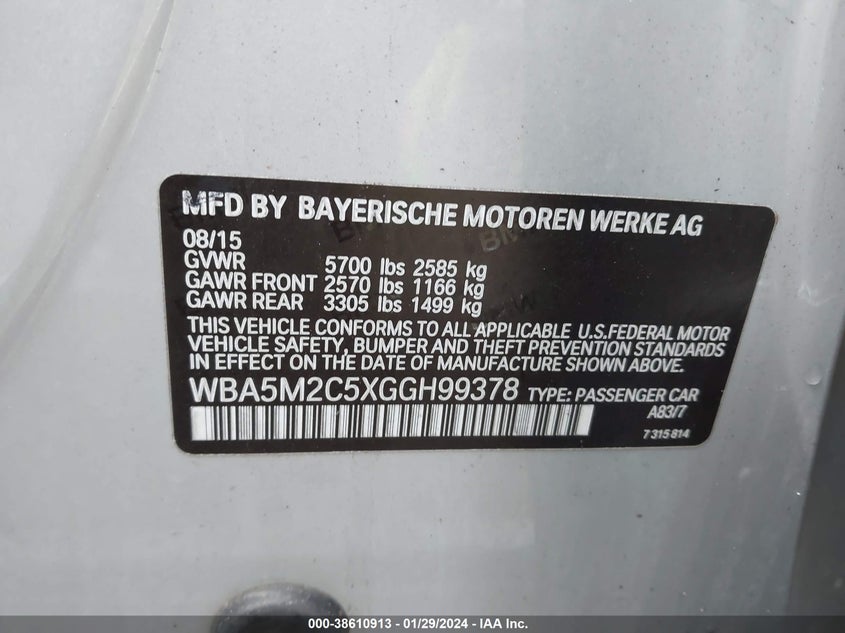 MFD BY BAYERISCHE MOTOREN WERKE AG
08/15
GVWR 5700 lbs 2585 kg
GAWR FRONT 2570 lbs 1166 kg
GAWR REAR 3305 lbs 1499 kg
THIS VEHICLE CONFORMS TO ALL APPLICABLE U.S.FEDERAL MOTOR
VEHICLE SAFETY, BUMPER AND THEFT PREVENTION STANDARDS
IN EFFECT ON THE DATE OF MANUFACTURE SHOWN ABOVE.
WBA5M2C5XGGH99378 TYPE: PASSENGER CAR
A83/7
7 315 814
000-38610913 - 01/29/2024 - IAA, Inc.